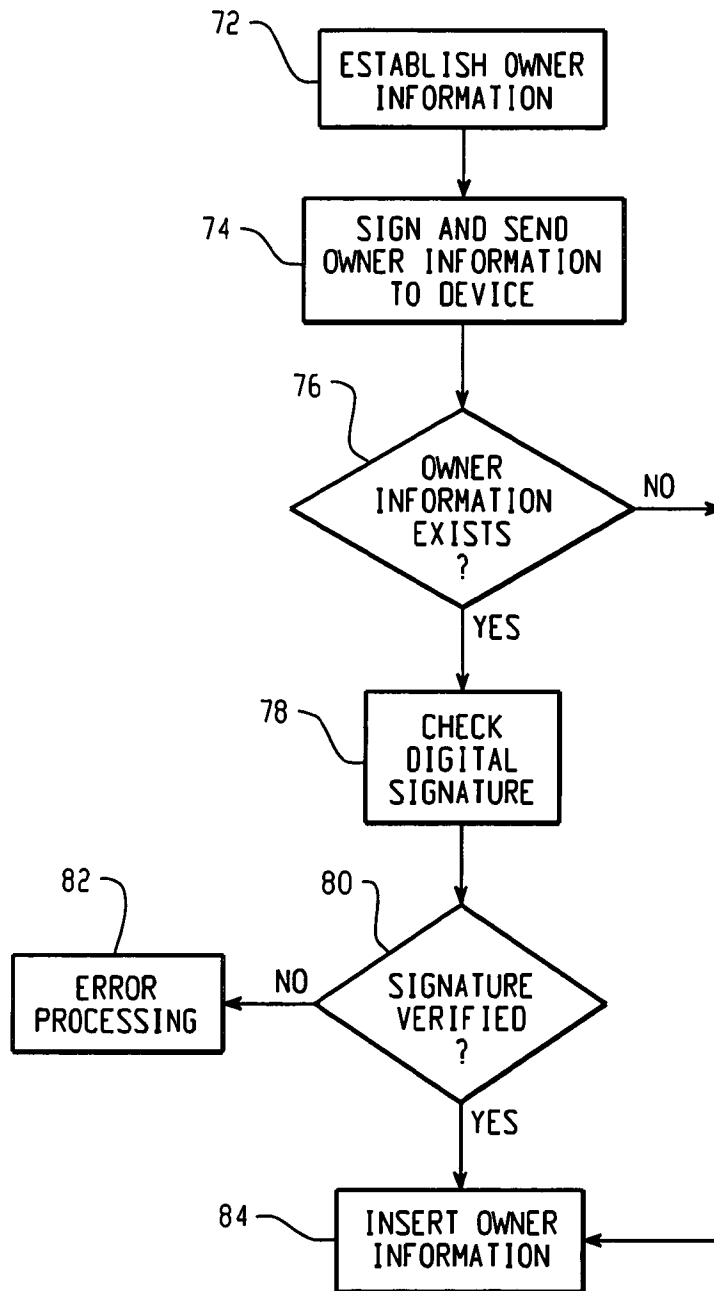 72
ESTABLISH OWNER
INFORMATION
74
SIGN AND SEND
OWNER INFORMATION
TO DEVICE
76
OWNER
INFORMATION
EXISTS
?
NO
YES
78
CHECK
DIGITAL
SIGNATURE
82
ERROR
PROCESSING
NO
80
SIGNATURE
VERIFIED
?
YES
84
INSERT OWNER
INFORMATION